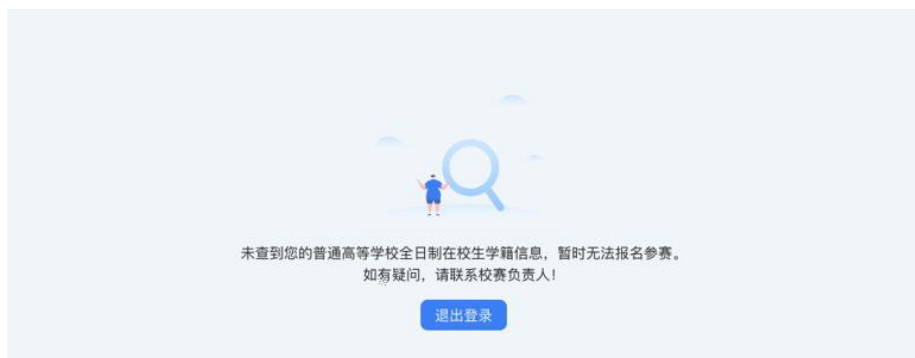 未查到您的普通高等学校全日制在校生学籍信息，暂时无法报名参赛。
如有疑问，请联系校赛负责人！
退出登录